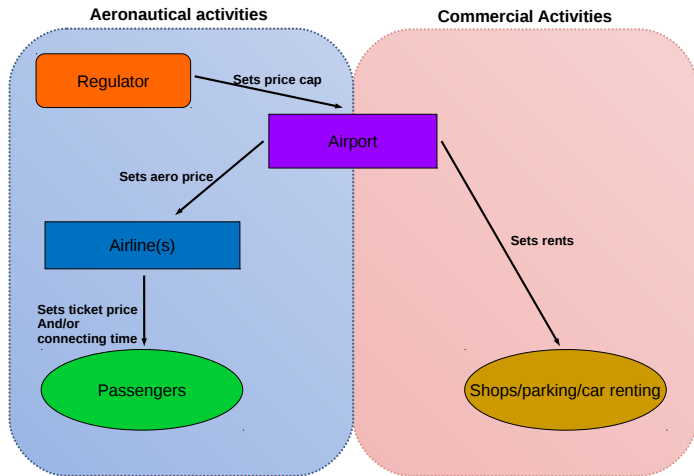 Aeronautical activities
Commercial Activities
Regulator
Sets price cap
Airport
Sets aero price
Airline(s)
Sets rents
Sets ticket price
And/or
connecting time
Passengers
Shops/parking/car renting